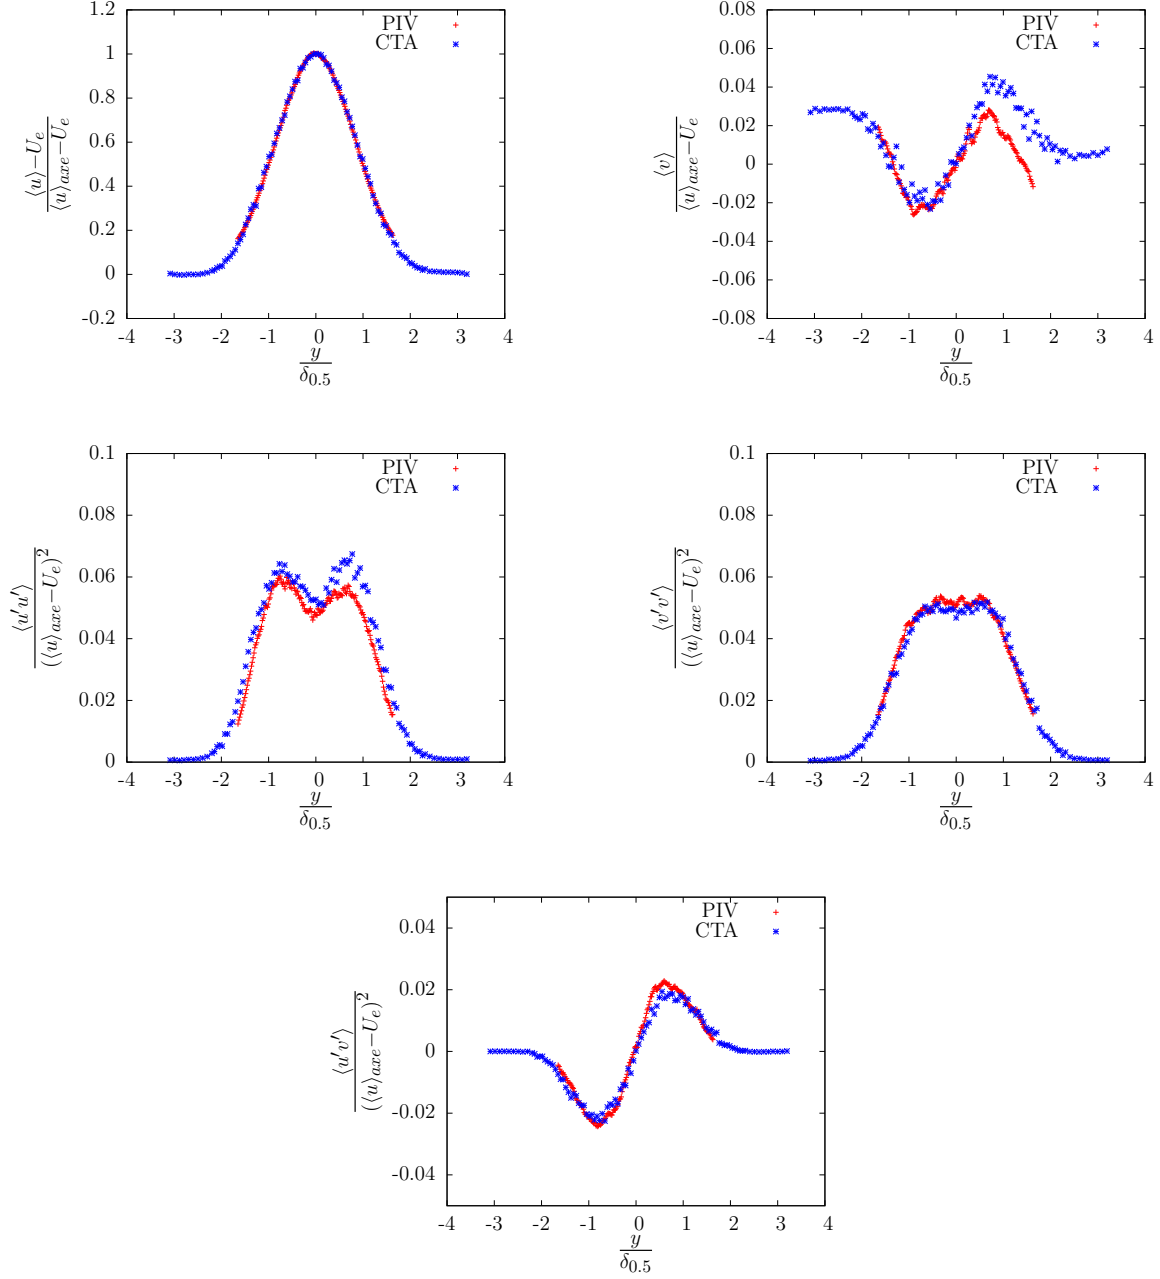 1.2
1
0.8
0.6
0.4
0.2
0
-0.2
-4 -3 -2 -1 0 1 2 3 4
PIV
CTA
⟨u⟩−U_e
⟨u⟩_axe−U_e
y
δ_0.5
0.08
0.06
0.04
0.02
0
-0.02
-0.04
-0.06
-0.08
-4 -3 -2 -1 0 1 2 3 4
PIV
CTA
⟨v⟩
⟨u⟩_axe−U_e
y
δ_0.5
0.1
0.08
0.06
0.04
0.02
0
-4 -3 -2 -1 0 1 2 3 4
PIV
CTA
⟨u′u′⟩
(⟨u⟩_axe−U_e)^2
y
δ_0.5
0.1
0.08
0.06
0.04
0.02
0
-4 -3 -2 -1 0 1 2 3 4
PIV
CTA
⟨v′v′⟩
(⟨u⟩_axe−U_e)^2
y
δ_0.5
0.04
0.02
0
-0.02
-0.04
-4 -3 -2 -1 0 1 2 3 4
PIV
CTA
⟨u′v′⟩
(⟨u⟩_axe−U_e)^2
y
δ_0.5